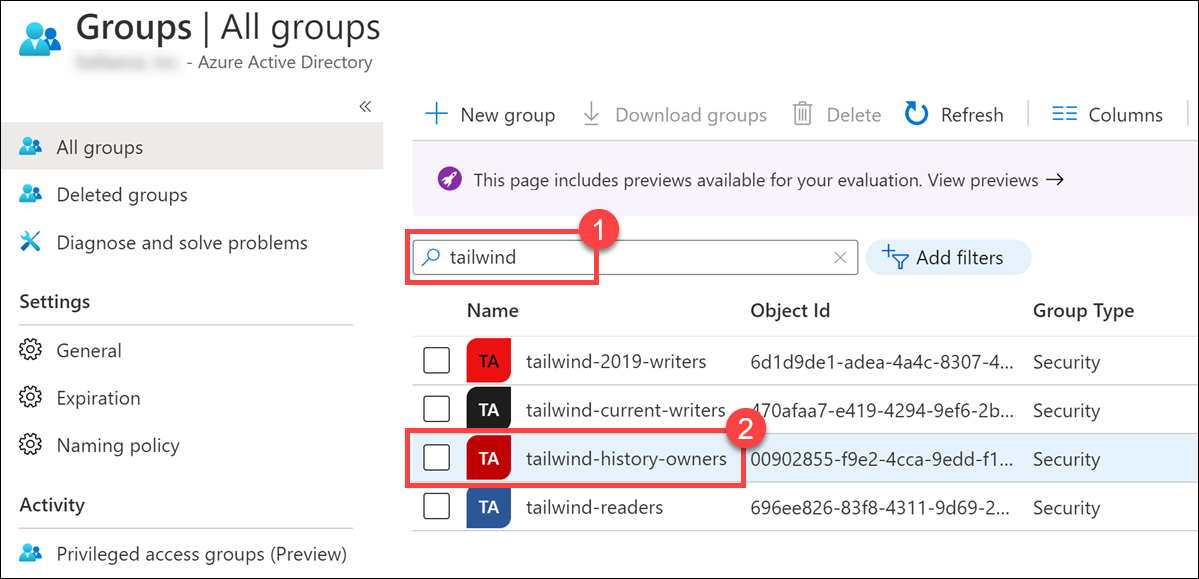 Groups | All groups
- Azure Active Directory
«
All groups
Deleted groups
Diagnose and solve problems
Settings
General
Expiration
Naming policy
Activity
Privileged access groups (Preview)
New group Download groups Delete Refresh Columns
This page includes previews available for your evaluation. View previews →
1
tailwind Add filters
Name Object Id Group Type
TA tailwind-2019-writers 6d1d9de1-adea-4a4c-8307-4... Security
TA tailwind-current-writers 470afaa7-e419-4294-9ef6-2b... Security
2
TA tailwind-history-owners 00902855-f9e2-4cca-9edd-f1... Security
TA tailwind-readers 696ee826-83f8-4311-9d69-2... Security